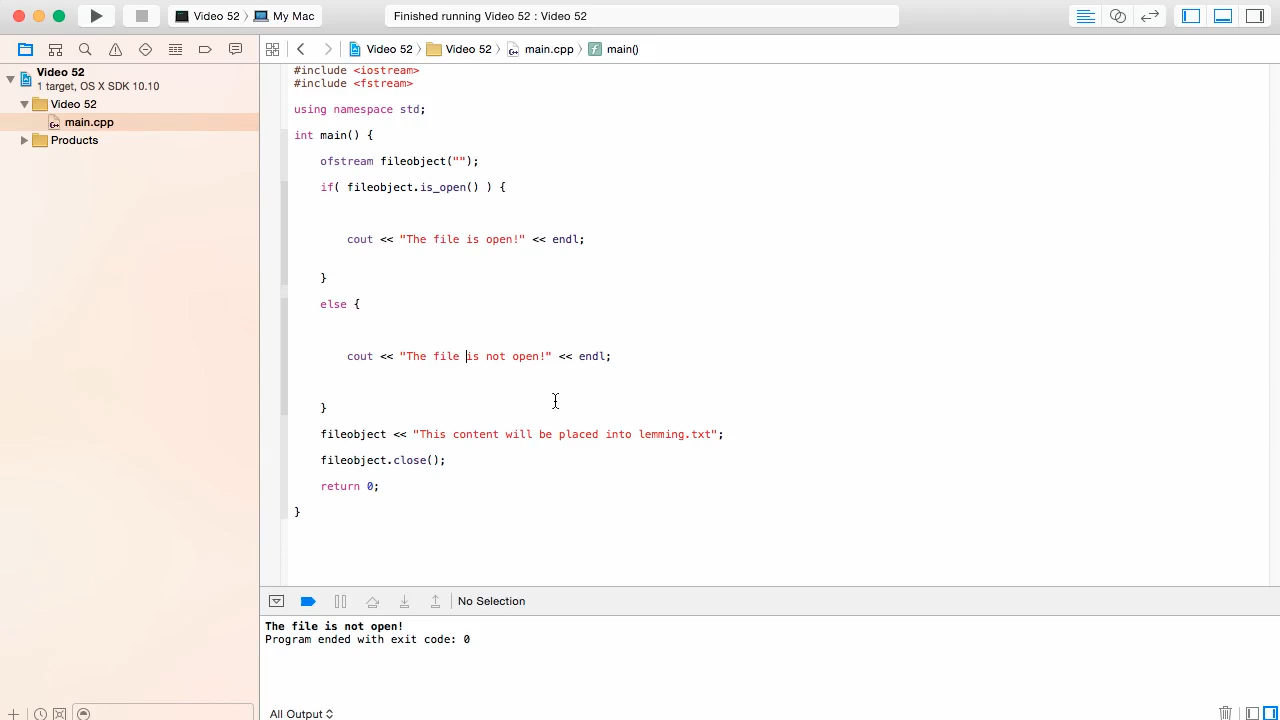 Video 52 〉 My Mac
Finished running Video 52 : Video 52
Video 52 〉 Video 52 〉 main.cpp 〉 main()
Video 52
1 target, OS X SDK 10.10
Video 52
main.cpp
Products
#include <iostream>
#include <fstream>
using namespace std;
int main() {
ofstream fileobject("");
if( fileobject.is_open() ) {
cout << "The file is open!" << endl;
}
else {
cout << "The file is not open!" << endl;
}
fileobject << "This content will be placed into lemming.txt";
fileobject.close();
return 0;
}
No Selection
The file is not open!
Program ended with exit code: 0
All Output